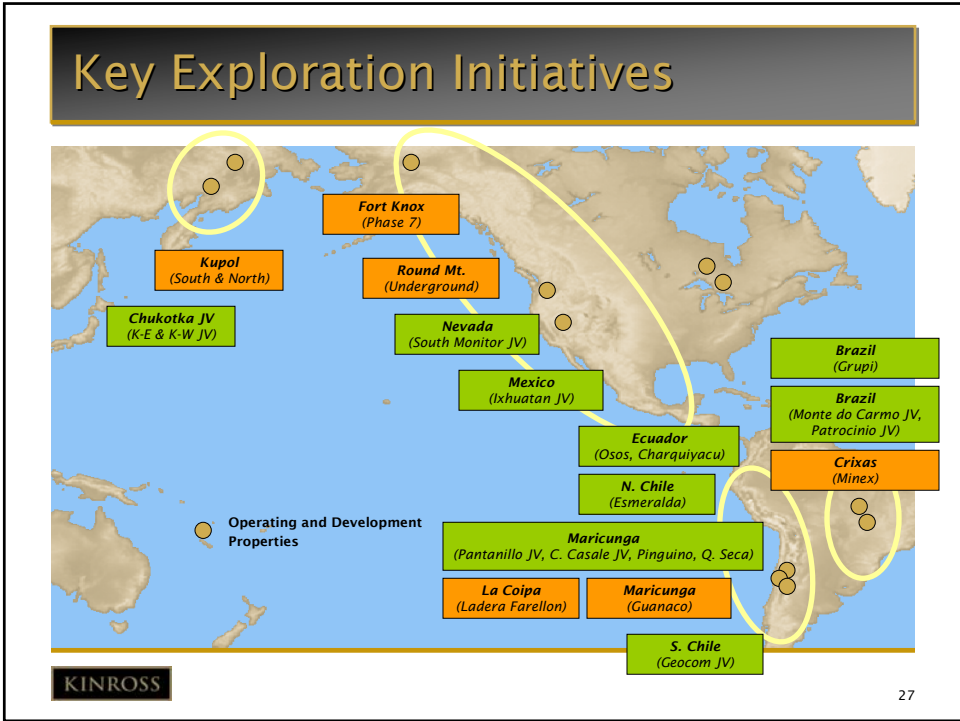 Key Exploration Initiatives
Fort Knox
(Phase 7)
Kupol
(South & North)
Round Mt.
(Underground)
Chukotka JV
(K-E & K-W JV)
Nevada
(South Monitor JV)
Brazil
(Grupi)
Mexico
(Ixhuatan JV)
Brazil
(Monte do Carmo JV,
Patrocinio JV)
Ecuador
(Osos, Charquiyacu)
Crixas
(Minex)
N. Chile
(Esmeralda)
Operating and Development
Properties
Maricunga
(Pantanillo JV, C. Casale JV, Pinguino, Q. Seca)
La Coipa
(Ladera Farellon)
Maricunga
(Guanaco)
S. Chile
(Geocom JV)
KINROSS
27